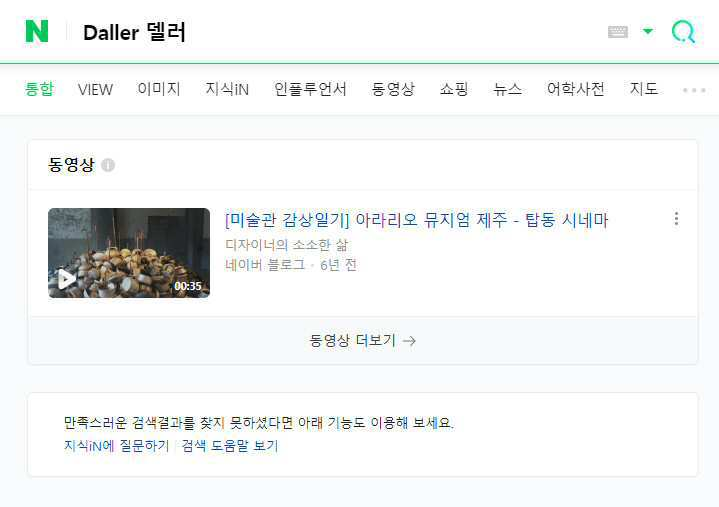 N Daller 델러
통합 VIEW 이미지 지식iN 인플루언서 동영상 쇼핑 뉴스 어학사전 지도
동영상
[미술관 감상일기] 아라리오 뮤지엄 제주 - 탑동 시네마
디자이너의 소소한 삶
네이버 블로그 · 6년 전
00:35
동영상 더보기 →
만족스러운 검색결과를 찾지 못하셨다면 아래 기능도 이용해 보세요.
지식iN에 질문하기 | 검색 도움말 보기